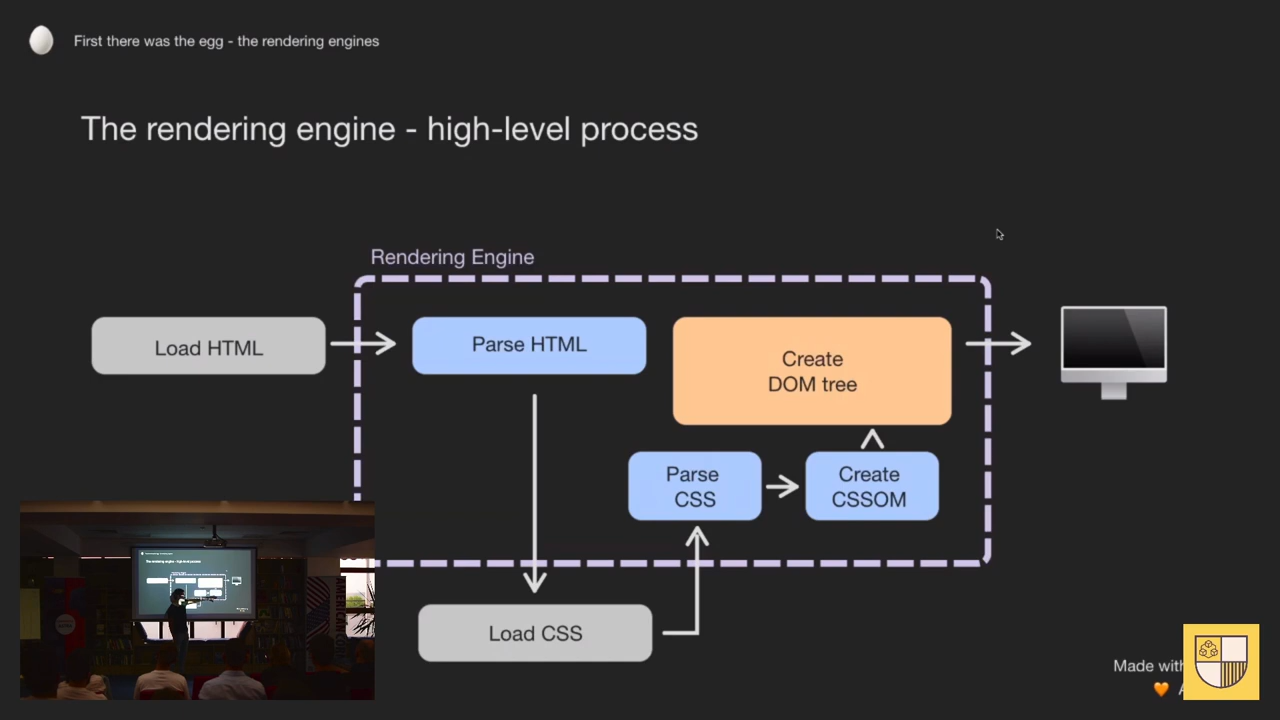 First there was the egg - the rendering engines
The rendering engine - high-level process
Rendering Engine
Load HTML
Parse HTML
Create
DOM tree
Parse
CSS
Create
CSSOM
Load CSS
Made with